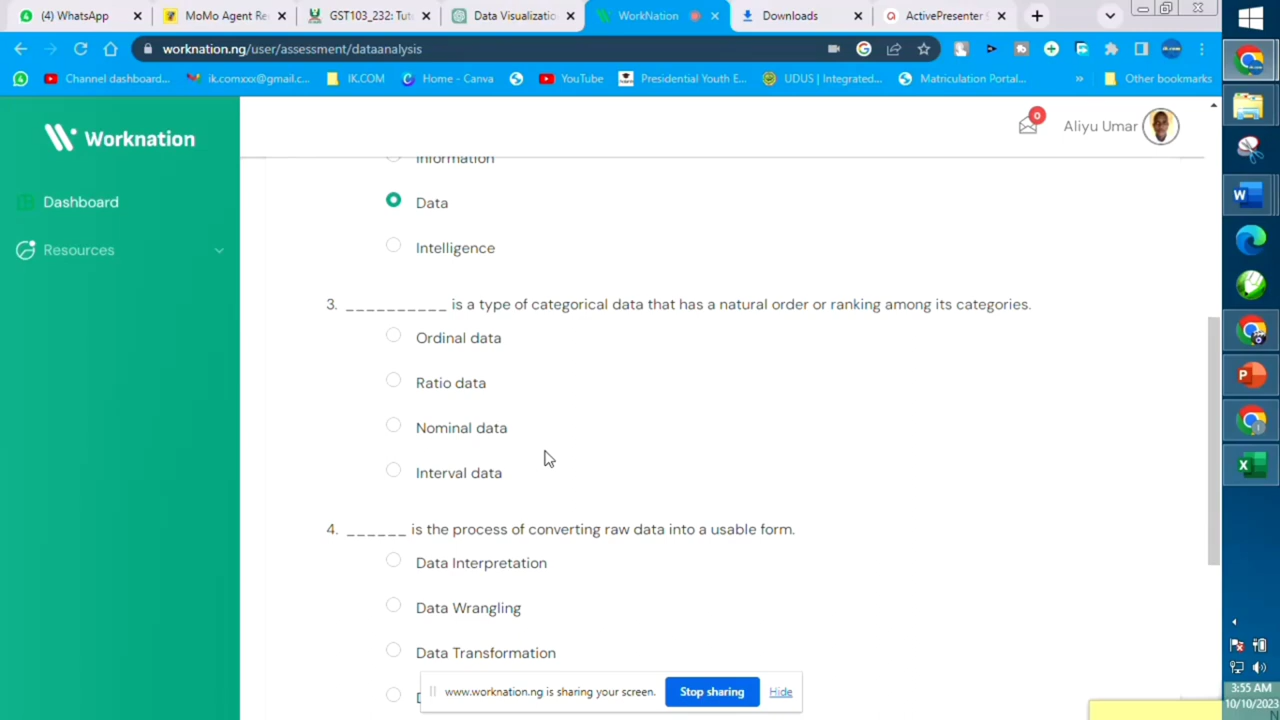 (4) WhatsApp
MoMo Agent Re
GST103_232: Tut
Data Visualizatio
WorkNation
Downloads
ActivePresenter S
worknation.ng/user/assessment/dataanalysis
Channel dashboard...
ik.comxx@gmail.c...
IK.COM
Home - Canva
YouTube
Presidential Youth E...
UDUS | Integrated...
Matriculation Portal...
»
Other bookmarks
Worknation
0
Aliyu Umar
Dashboard
Resources
Information
Data
Intelligence
3. __________ is a type of categorical data that has a natural order or ranking among its categories.
Ordinal data
Ratio data
Nominal data
Interval data
4. ______ is the process of converting raw data into a usable form.
Data Interpretation
Data Wrangling
Data Transformation
www.worknation.ng is sharing your screen.
Stop sharing
Hide
3:55 AM
10/10/2023